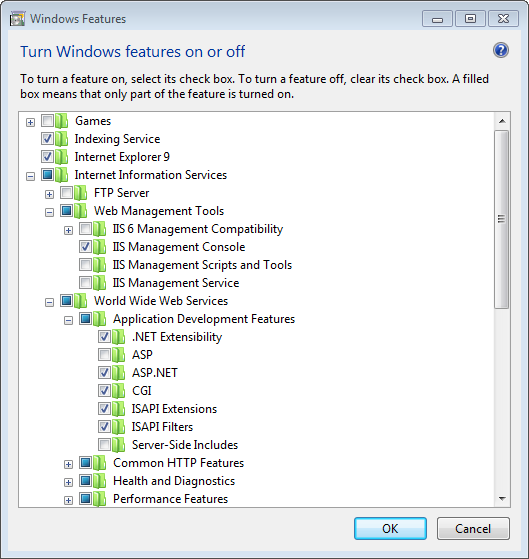 Windows Features
Turn Windows features on or off
To turn a feature on, select its check box. To turn a feature off, clear its check box. A filled
box means that only part of the feature is turned on.
Games
Indexing Service
Internet Explorer 9
Internet Information Services
FTP Server
Web Management Tools
IIS 6 Management Compatibility
IIS Management Console
IIS Management Scripts and Tools
IIS Management Service
World Wide Web Services
Application Development Features
.NET Extensibility
ASP
ASP.NET
CGI
ISAPI Extensions
ISAPI Filters
Server-Side Includes
Common HTTP Features
Health and Diagnostics
Performance Features
OK
Cancel